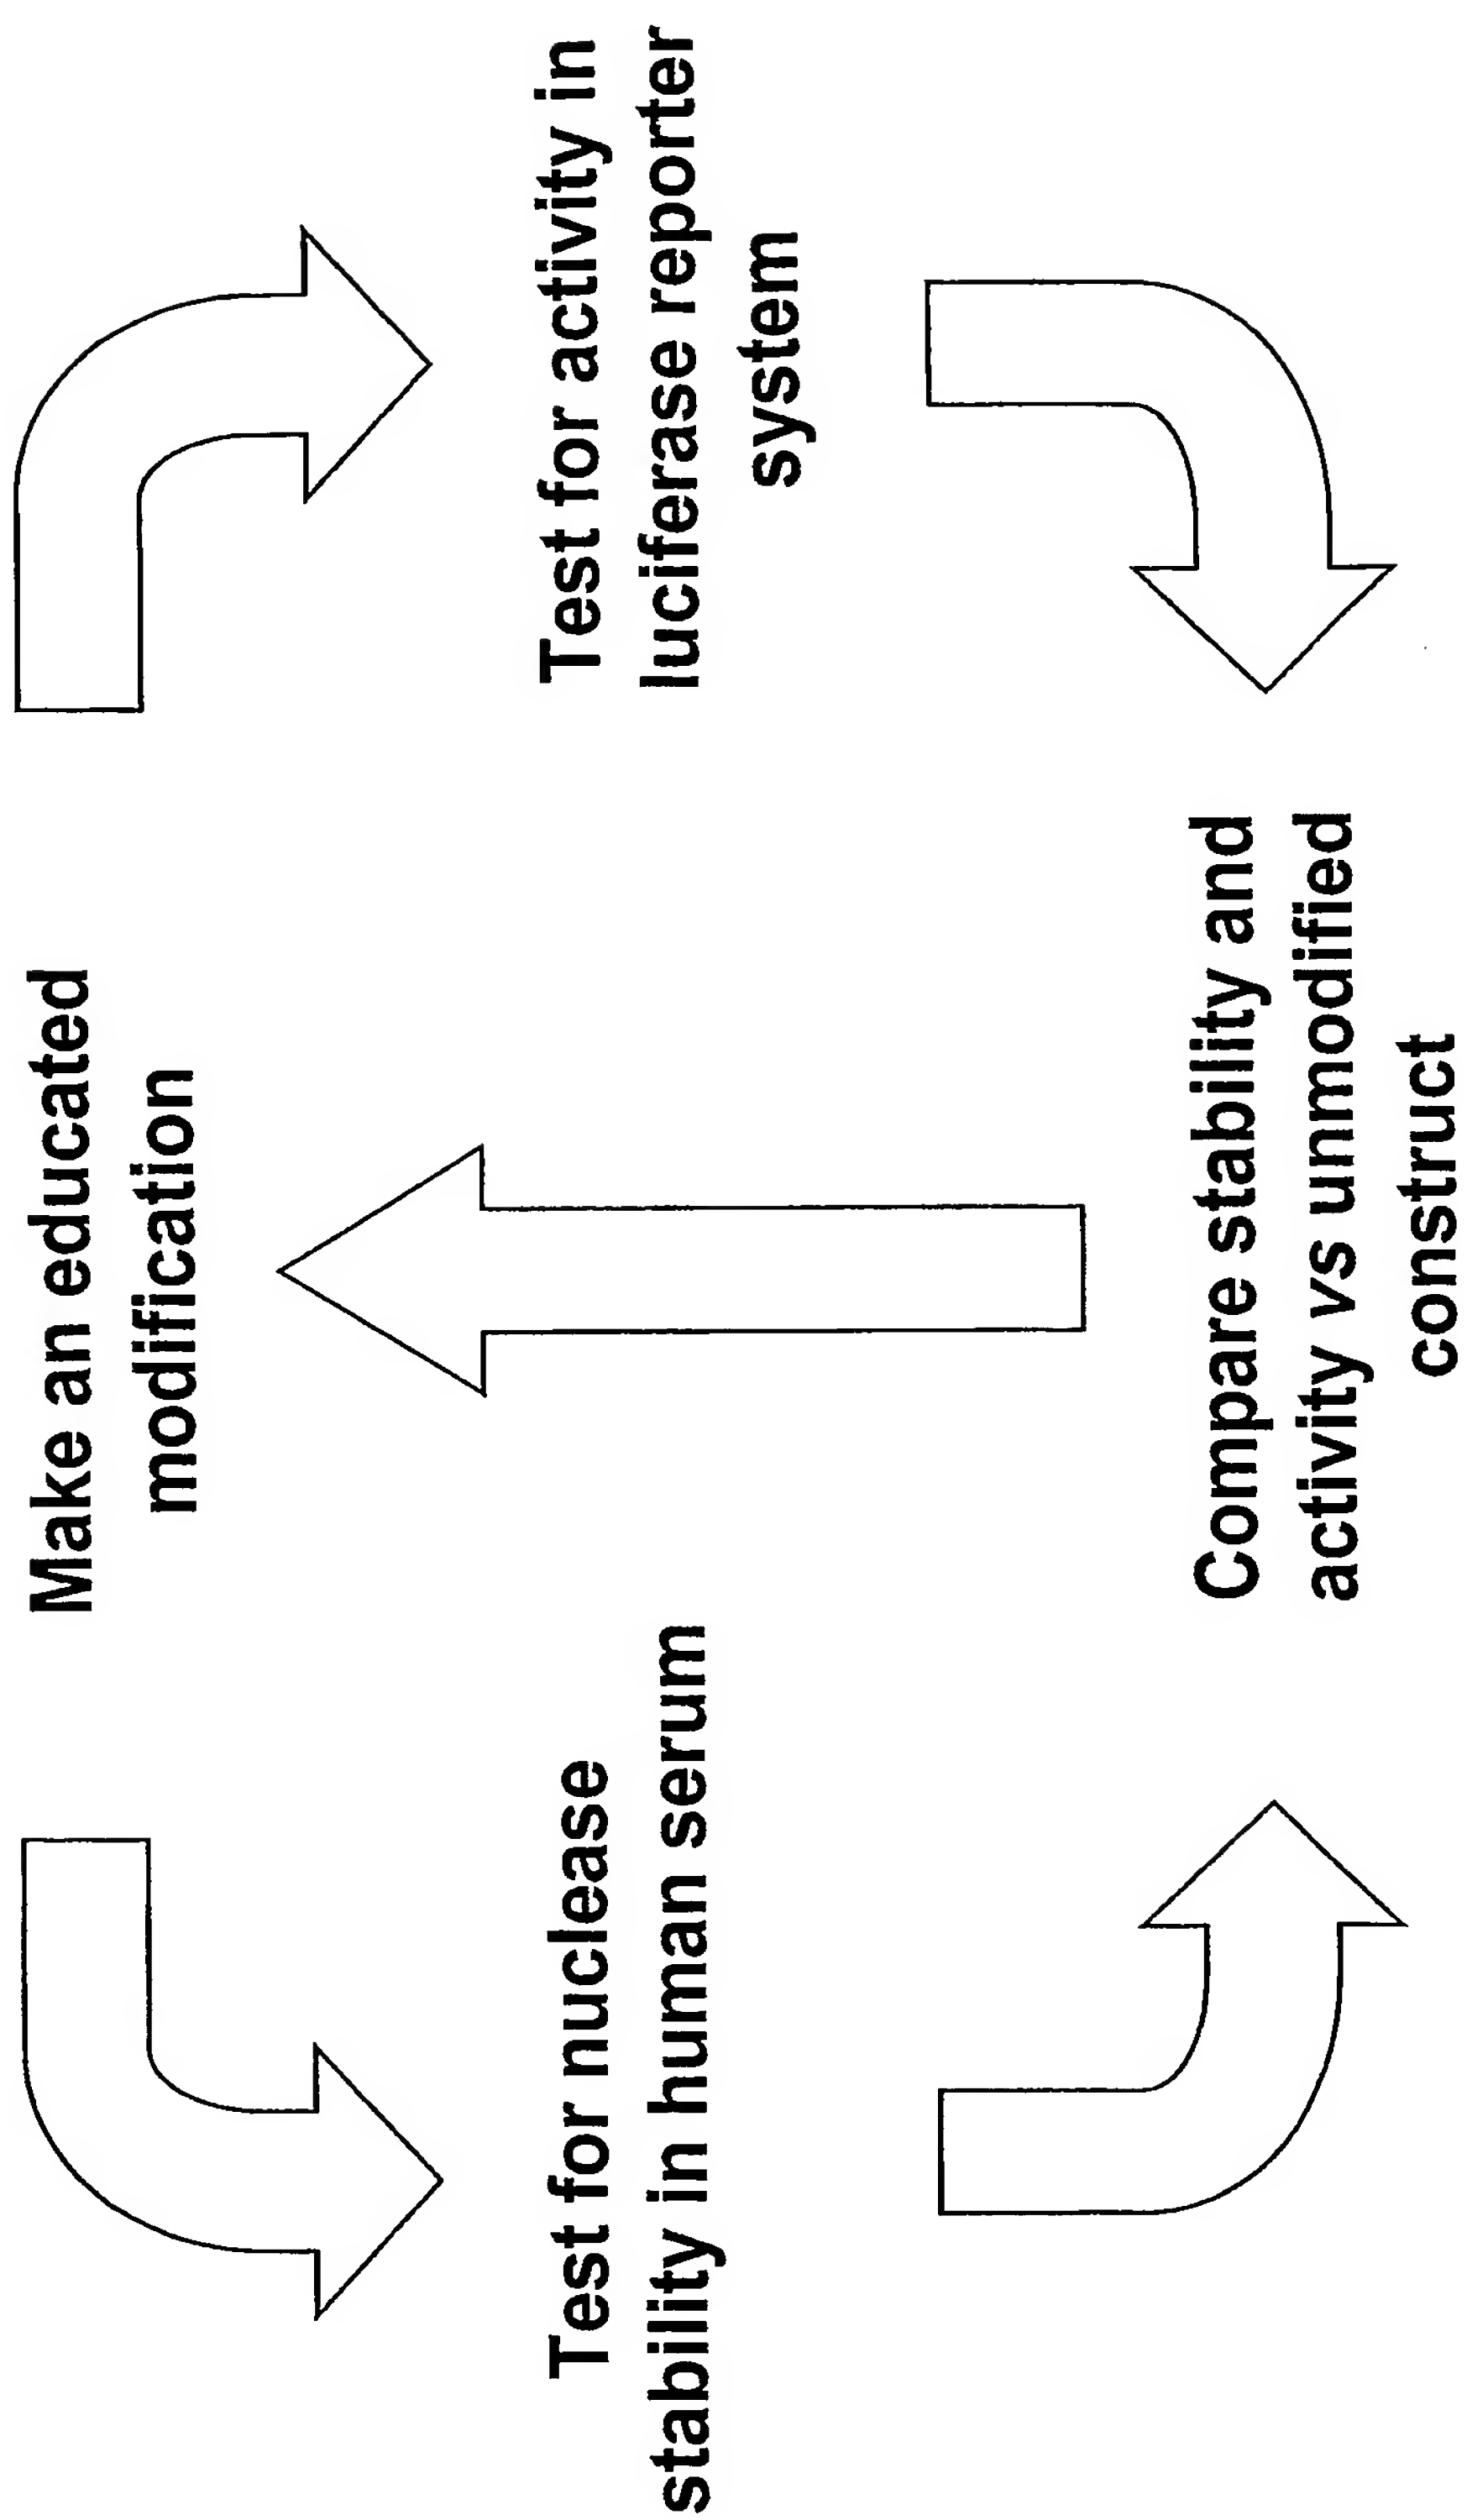 Make an educated
modification
Test for nuclease
stability in human serum
Test for activity in
luciferase reporter
system
Compare stability and
activity vs unmodified
construct